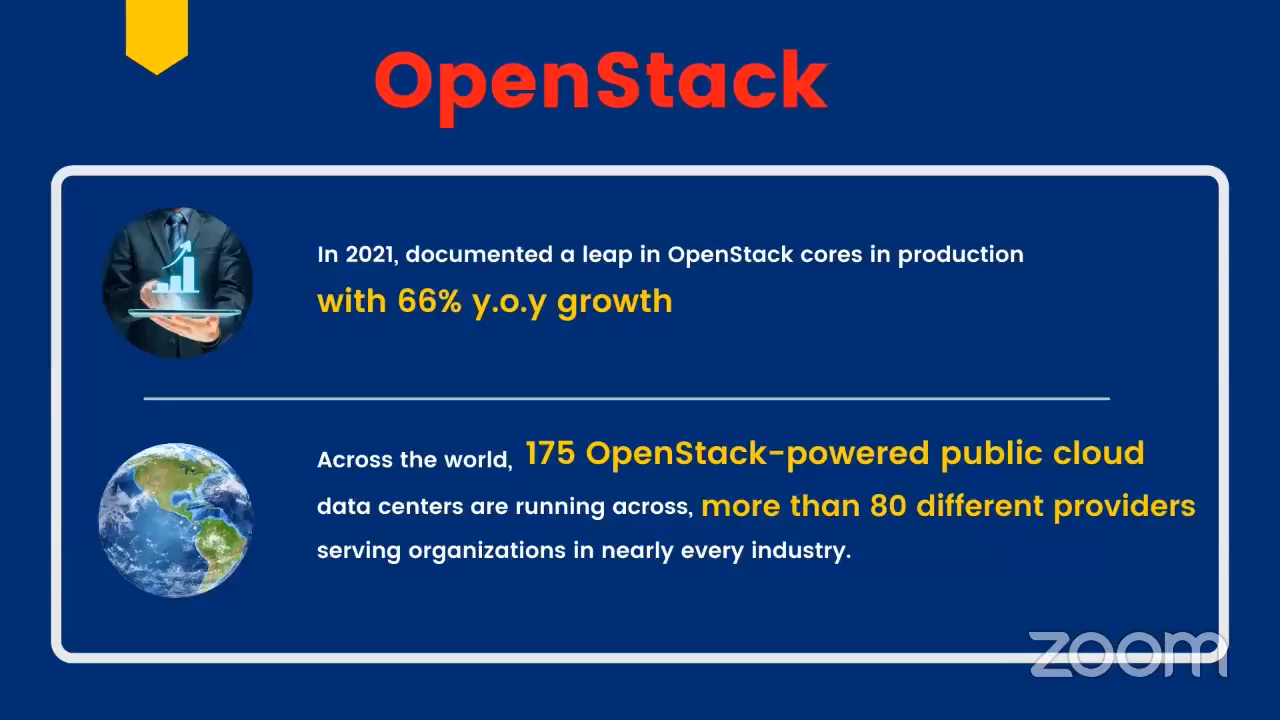 OpenStack
In 2021, documented a leap in OpenStack cores in production
with 66% y.o.y growth
Across the world, 175 OpenStack-powered public cloud
data centers are running across, more than 80 different providers
serving organizations in nearly every industry.
zoom